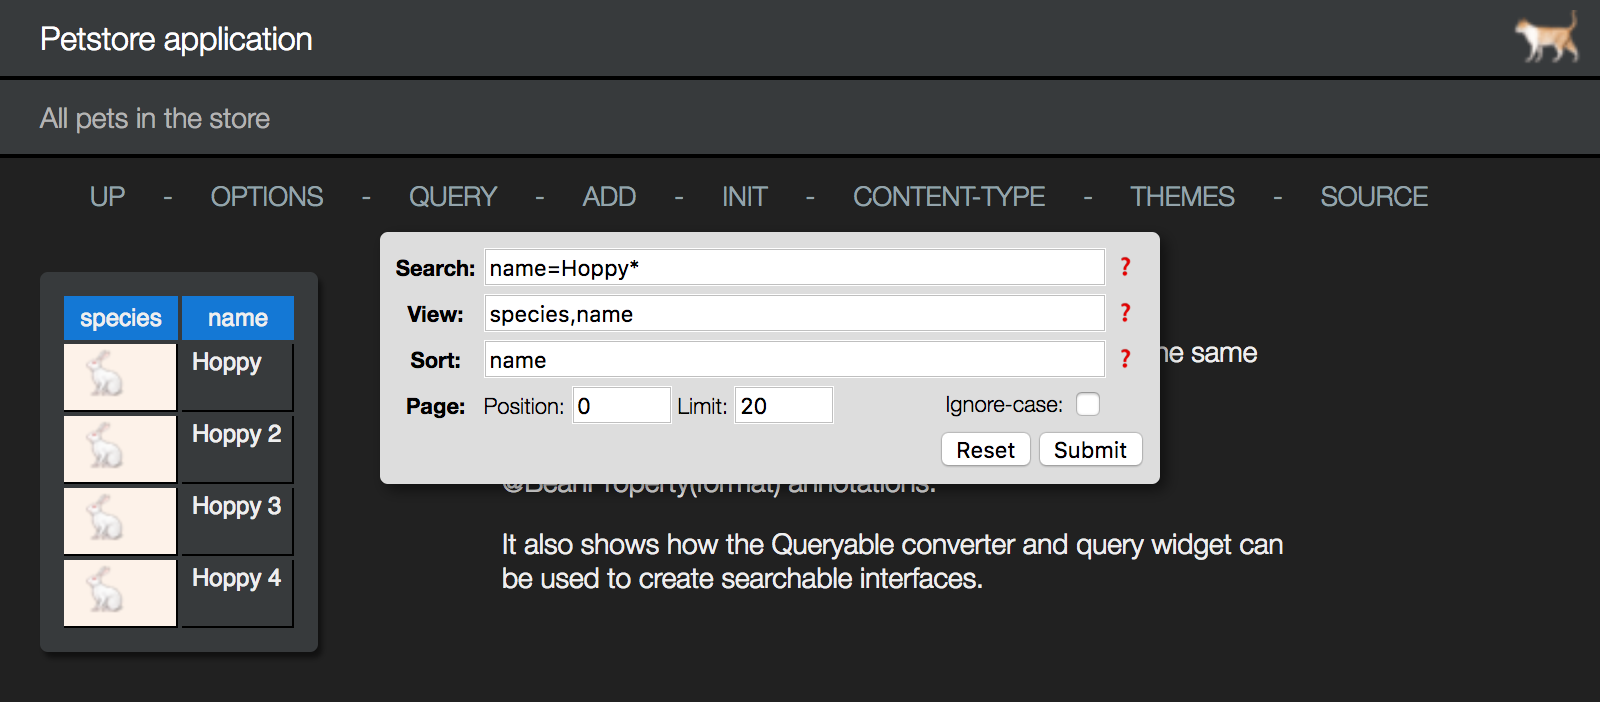 Petstore application
All pets in the store
UP - OPTIONS - QUERY - ADD - INIT - CONTENT-TYPE - THEMES - SOURCE
Search: name=Hoppy* ?
View: species,name ?
Sort: name ?
Page: Position: 0 Limit: 20 Ignore-case:
Reset Submit
species name
Hoppy
Hoppy 2
Hoppy 3
Hoppy 4
same
@BeanProperty(format) annotations.
It also shows how the Queryable converter and query widget can
be used to create searchable interfaces.